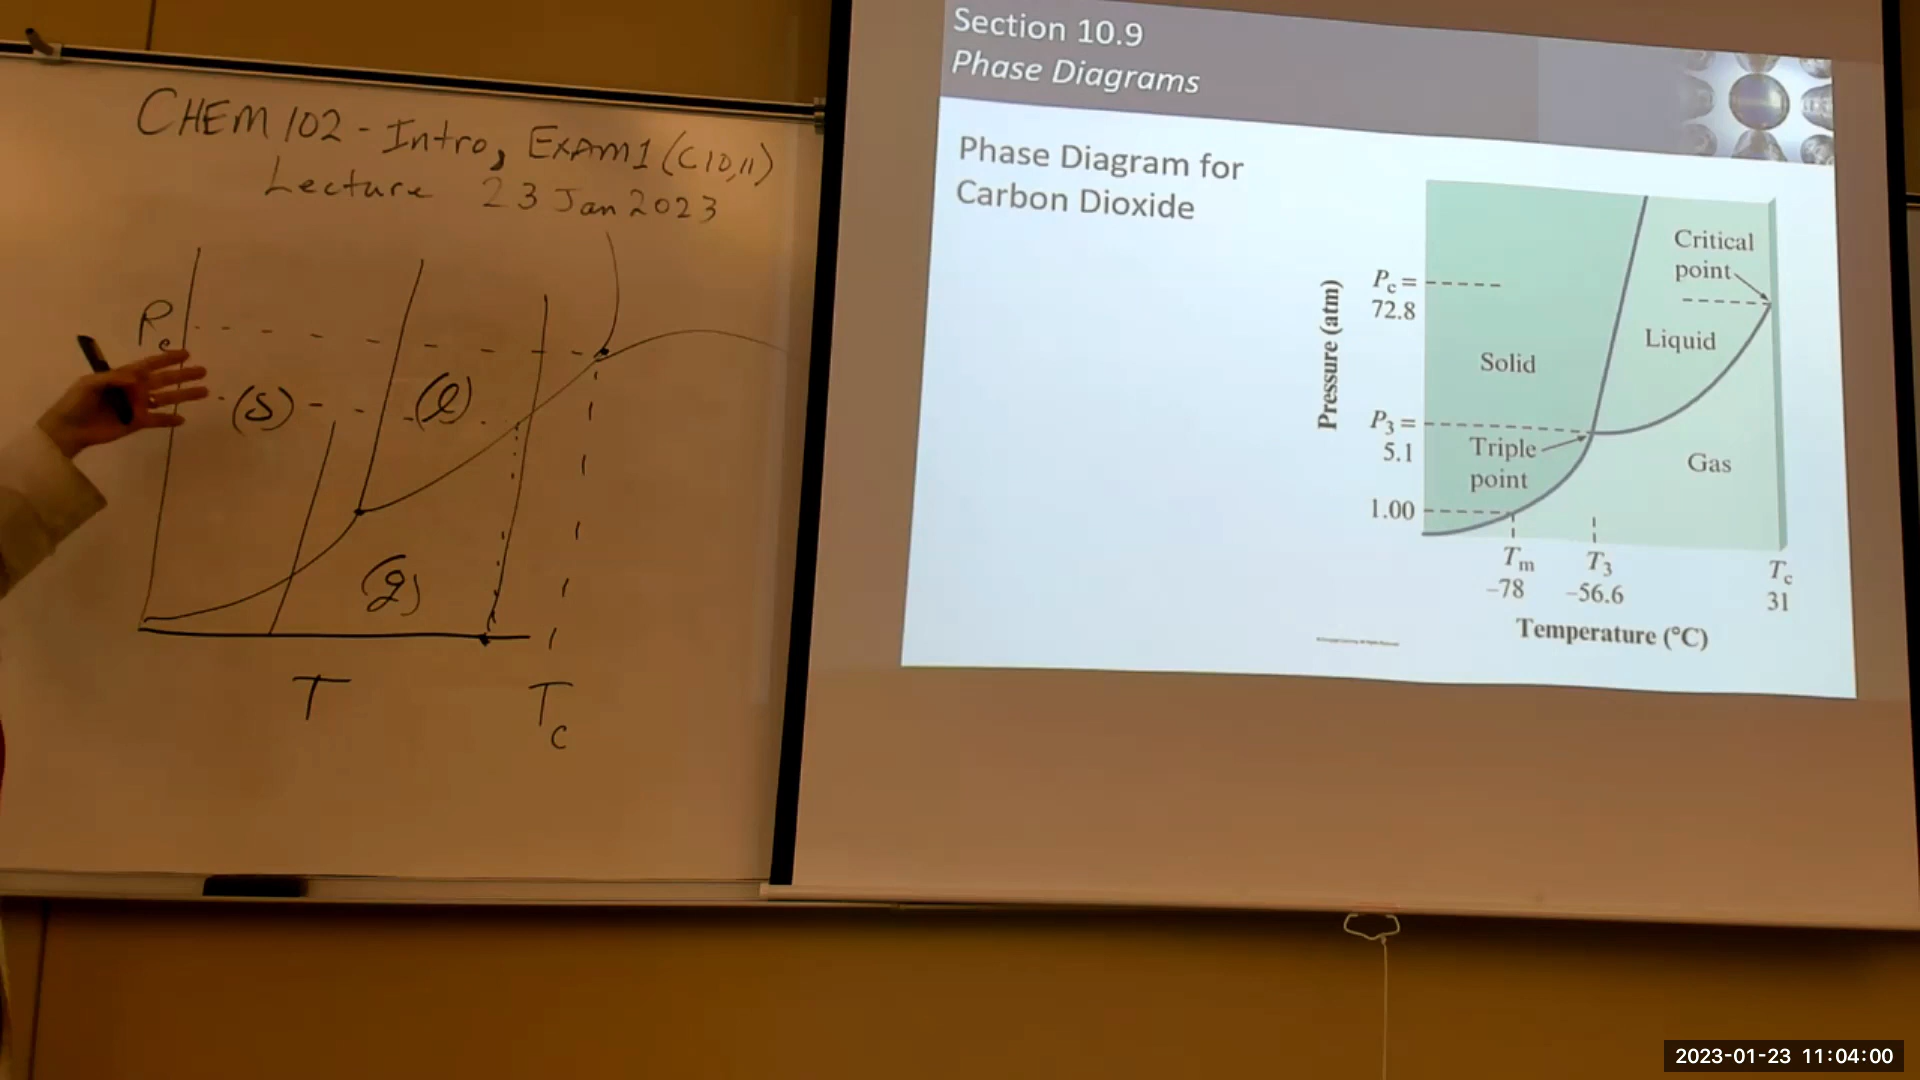 CHEM 102 - Intro, EXAM 1 (C10,11)
Lecture 23 Jan 2023
Pc
(s)
(l)
(g)
T
Tc
Section 10.9
Phase Diagrams
Phase Diagram for
Carbon Dioxide
Pressure (atm)
Pc =
72.8
P3 =
5.1
1.00
Solid
Critical
point
Liquid
Triple
point
Gas
Tm
-78
T3
-56.6
Tc
31
Temperature (°C)
2023-01-23 11:04:00